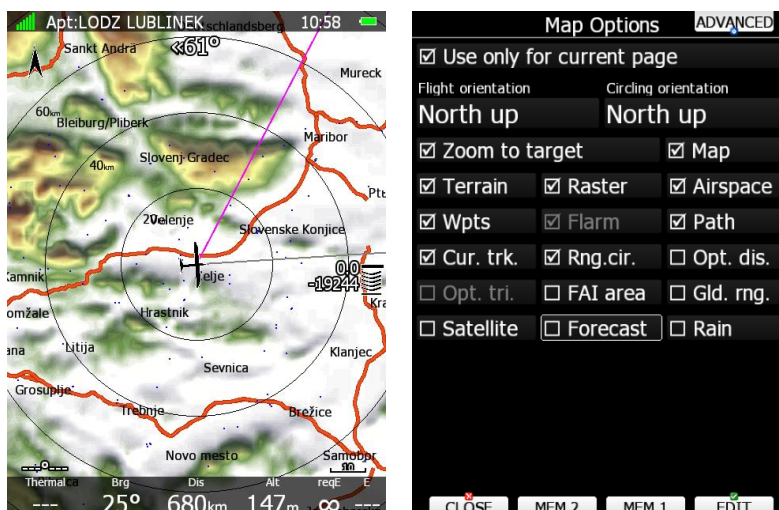 Apt:LODZ LUBLINEK 10:58
schlandsberg
Sankt Andrä
«61°
Mureck
60km
Bleiburg/Pliberk
Maribor
Slovenj Gradec
40km
20
Velenje
Slovenske Konjice
0.0
-19244
Celje
Kamnik
Hrastnik
omžale
Litija
Klanjec
ana
Sevnica
Grosuplje
Trebnje
Brežice
Novo mesto
Samobor
Thermal Brg Dis Alt reqE E
--- 25° 680km 147m ∞ ---
Map Options ADVANCED
Use only for current page
Flight orientation Circling orientation
North up North up
Zoom to target Map
Terrain Raster Airspace
Wpts Flarm Path
Cur. trk. Rng.cir. Opt. dis.
Opt. tri. FAI area Gld. rng.
Satellite Forecast Rain
CLOSE MEM 2 MEM 1 EDIT